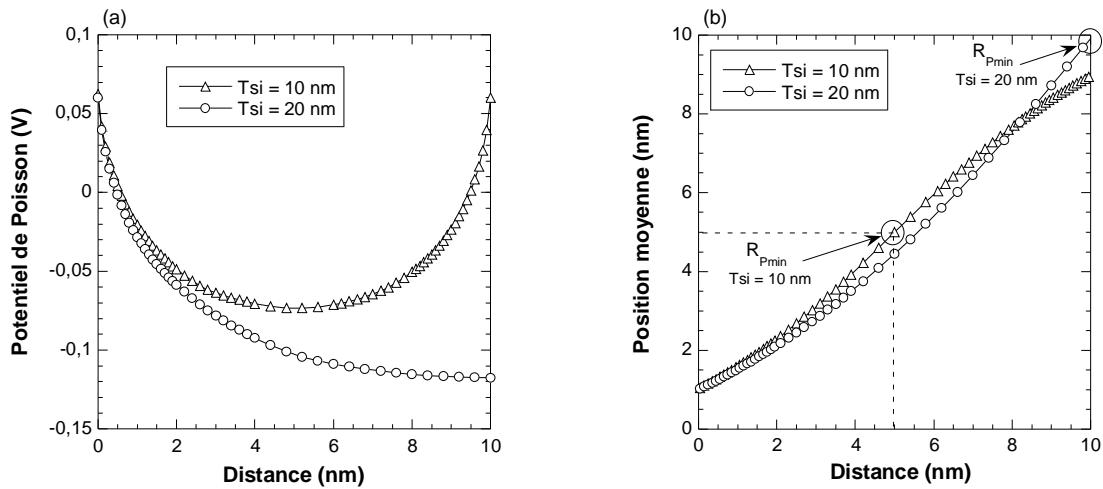 (a)
0,1
0,05
0
-0,05
-0,1
-0,15
0
2
4
6
8
10
Potentiel de Poisson (V)
Distance (nm)
Tsi = 10 nm
Tsi = 20 nm
(b)
10
8
6
4
2
0
0
2
4
6
8
10
Position moyenne (nm)
Distance (nm)
Tsi = 10 nm
Tsi = 20 nm
R_Pmin
Tsi = 20 nm
R_Pmin
Tsi = 10 nm